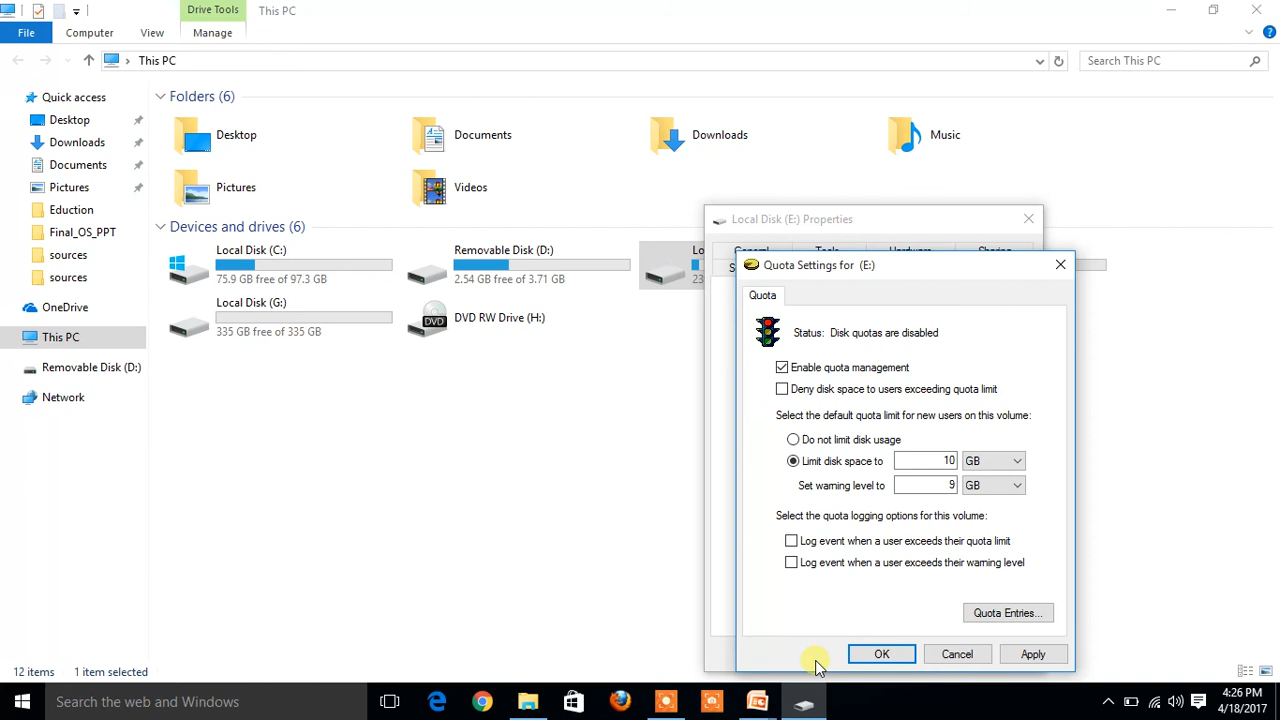 Drive Tools
This PC
File
Computer
View
Manage
This PC
Search This PC
Quick access
Desktop
Downloads
Documents
Pictures
Eduction
Final_OS_PPT
sources
sources
OneDrive
This PC
Removable Disk (D:)
Network
Folders (6)
Desktop
Documents
Downloads
Music
Pictures
Videos
Devices and drives (6)
Local Disk (C:)
75.9 GB free of 97.3 GB
Removable Disk (D:)
2.54 GB free of 3.71 GB
Lo
23
Local Disk (G:)
335 GB free of 335 GB
DVD
DVD RW Drive (H:)
Local Disk (E:) Properties
General
Tools
Hardware
Sharing
Quota Settings for (E:)
Quota
Status: Disk quotas are disabled
Enable quota management
Deny disk space to users exceeding quota limit
Select the default quota limit for new users on this volume:
Do not limit disk usage
Limit disk space to 10 GB
Set warning level to 9 GB
Select the quota logging options for this volume:
Log event when a user exceeds their quota limit
Log event when a user exceeds their warning level
Quota Entries...
OK
Cancel
Apply
12 items
1 item selected
Search the web and Windows
4:26 PM
4/18/2017